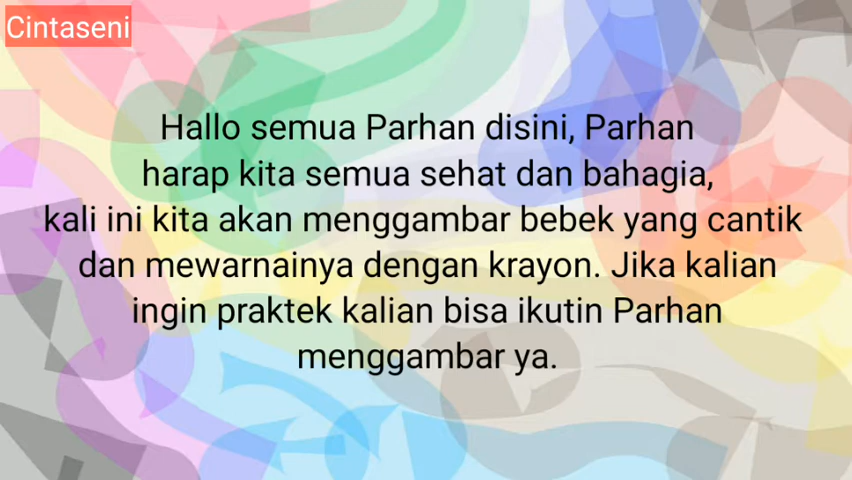 Cintaseni
Hallo semua Parhan disini, Parhan
harap kita semua sehat dan bahagia,
kali ini kita akan menggambar bebek yang cantik
dan mewarnainya dengan krayon. Jika kalian
ingin praktek kalian bisa ikutin Parhan
menggambar ya.